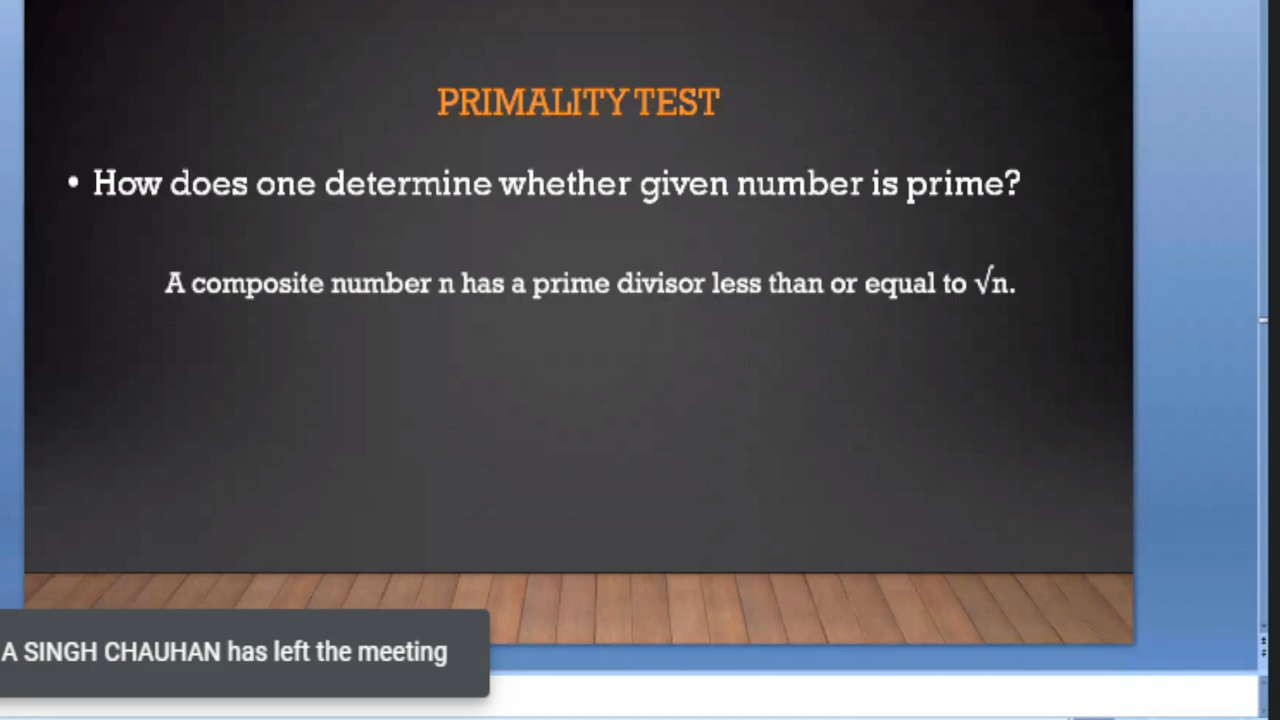 PRIMALITY TEST
• How does one determine whether given number is prime?
A composite number n has a prime divisor less than or equal to √n.
A SINGH CHAUHAN has left the meeting